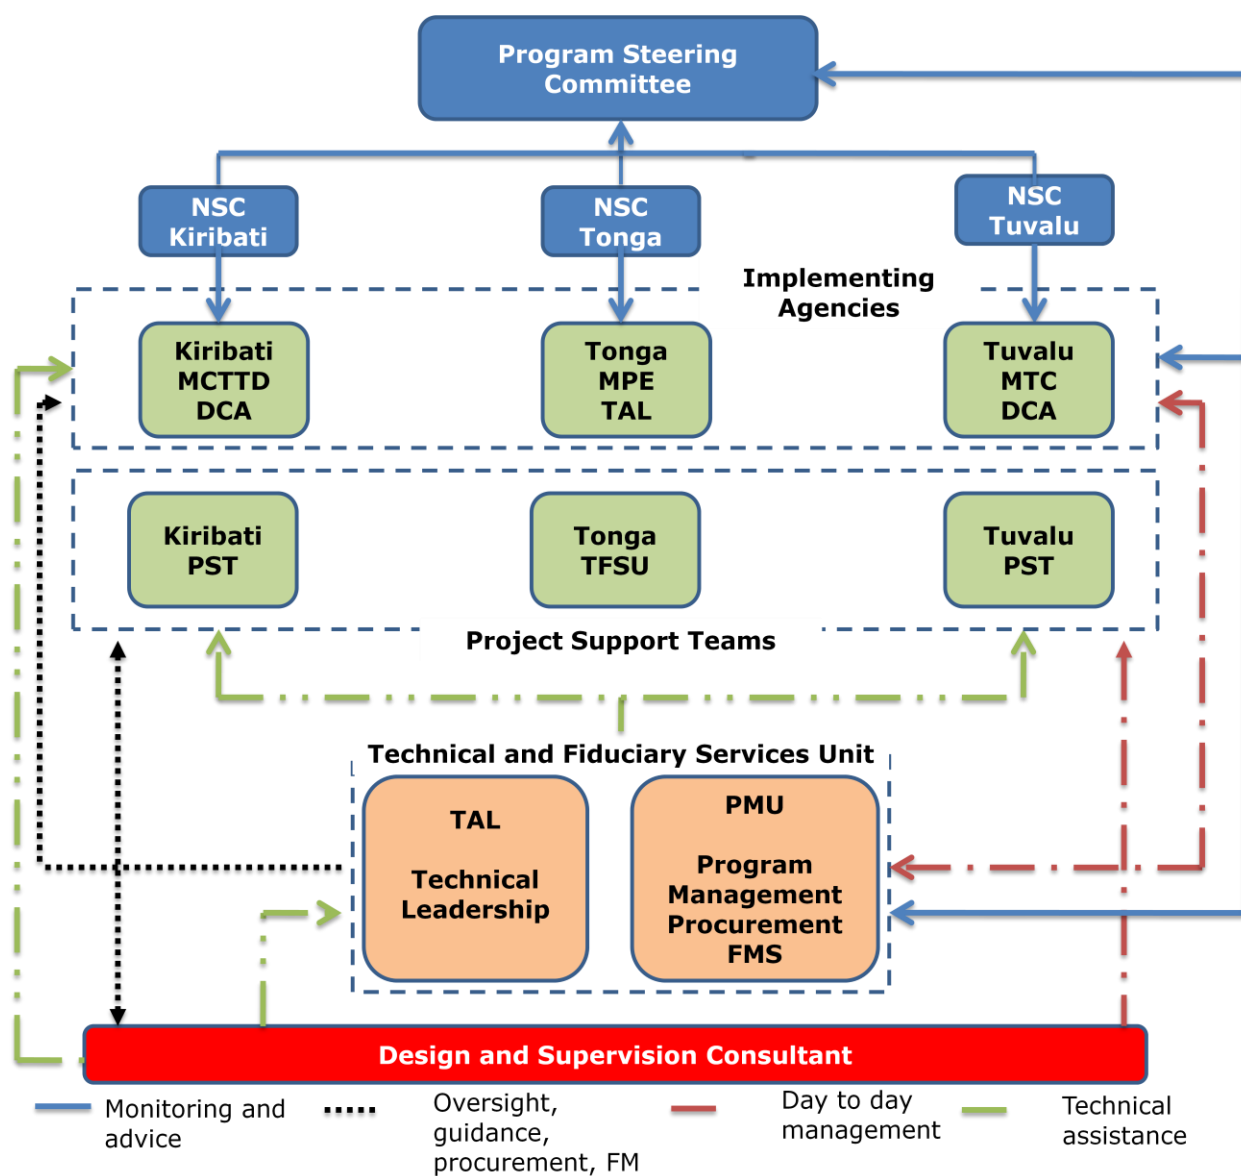 Program Steering
Committee
NSC
Kiribati
NSC
Tonga
NSC
Tuvalu
Implementing
Agencies
Kiribati
MCTTD
DCA
Tonga
MPE
TAL
Tuvalu
MTC
DCA
Kiribati
PST
Tonga
TFSU
Tuvalu
PST
Project Support Teams
Technical and Fiduciary Services Unit
TAL
Technical
Leadership
PMU
Program
Management
Procurement
FMS
Design and Supervision Consultant
Monitoring and
advice
Oversight,
guidance,
procurement, FM
Day to day
management
Technical
assistance